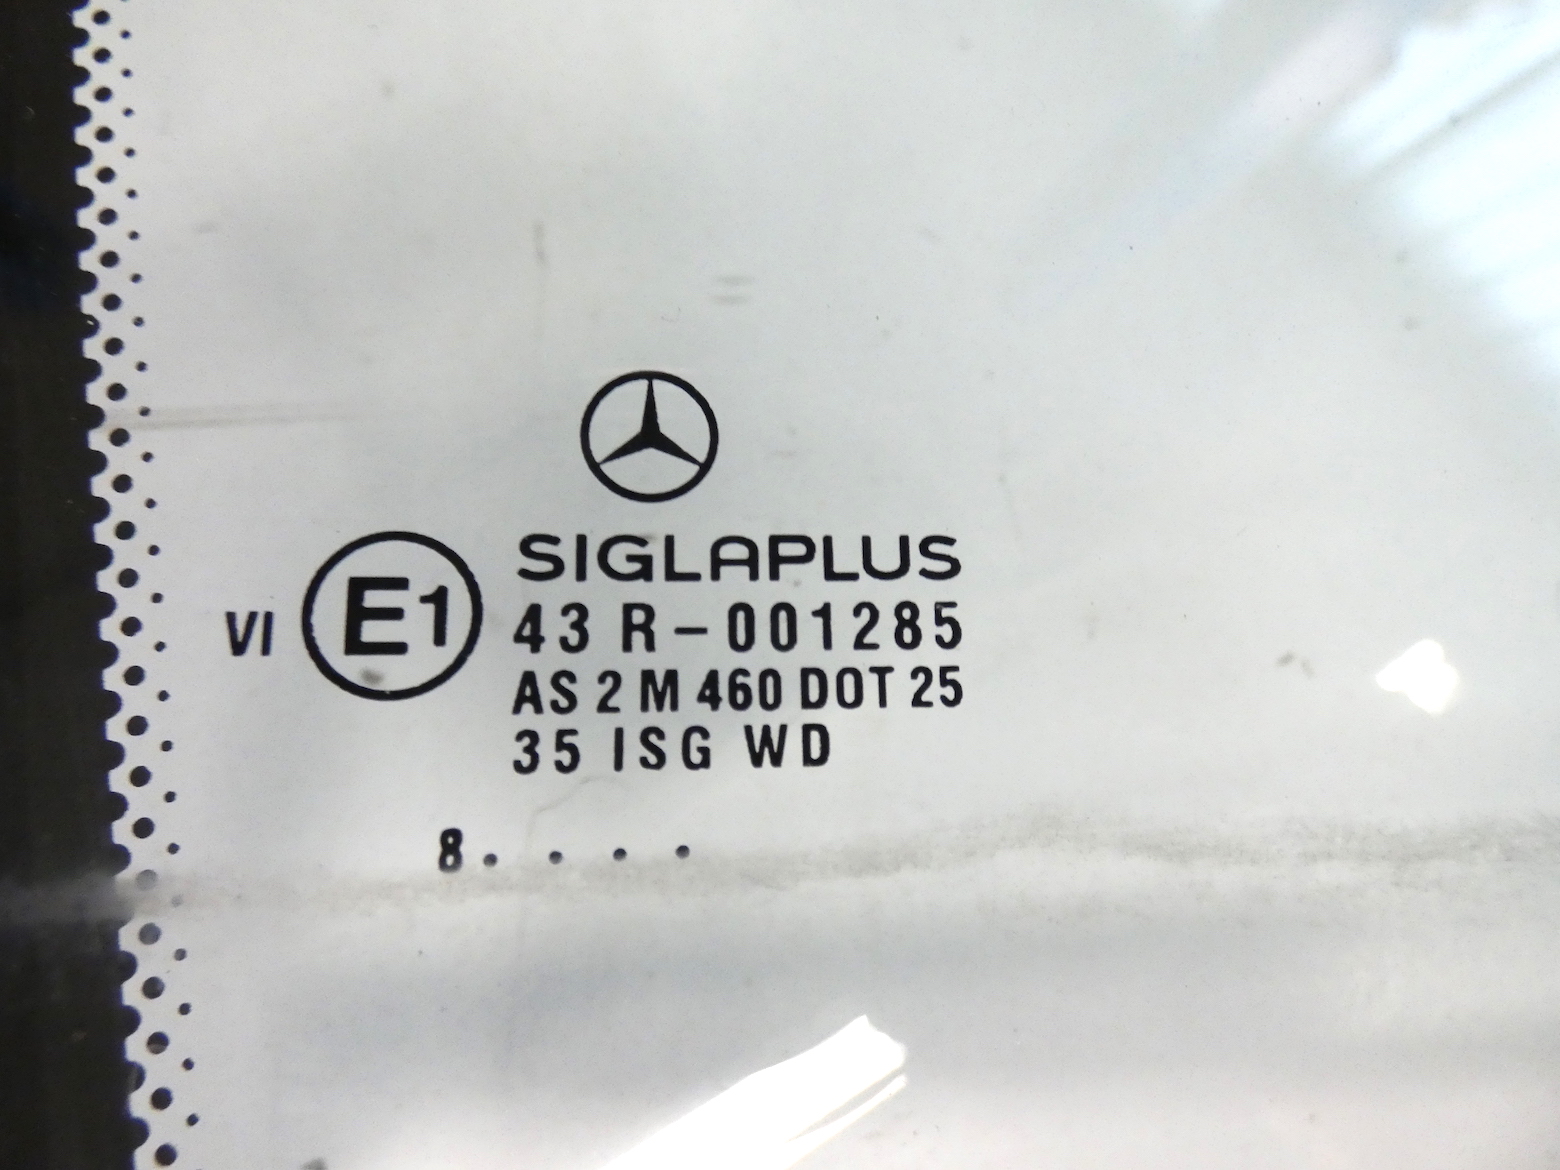 SIGLAPLUS
VI E1 43 R-001285
AS 2 M 460 DOT 25
35 ISG WD
8. . . .